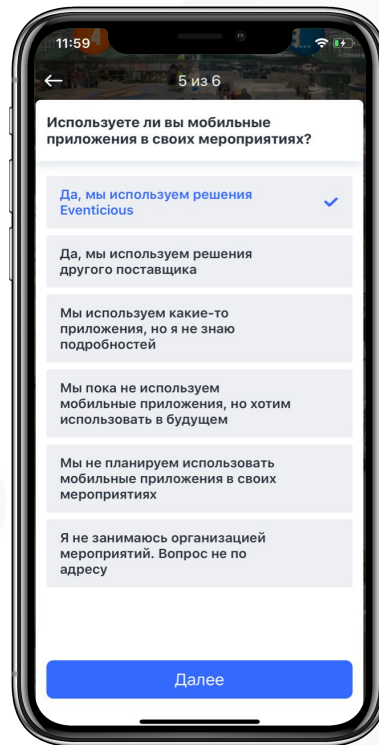 11:59
5 из 6
Используете ли вы мобильные
приложения в своих мероприятиях?
Да, мы используем решения
Eventicious
Да, мы используем решения
другого поставщика
Мы используем какие-то
приложения, но я не знаю
подробностей
Мы пока не используем
мобильные приложения, но хотим
использовать в будущем
Мы не планируем использовать
мобильные приложения в своих
мероприятиях
Я не занимаюсь организацией
мероприятий. Вопрос не по
адресу
Далее